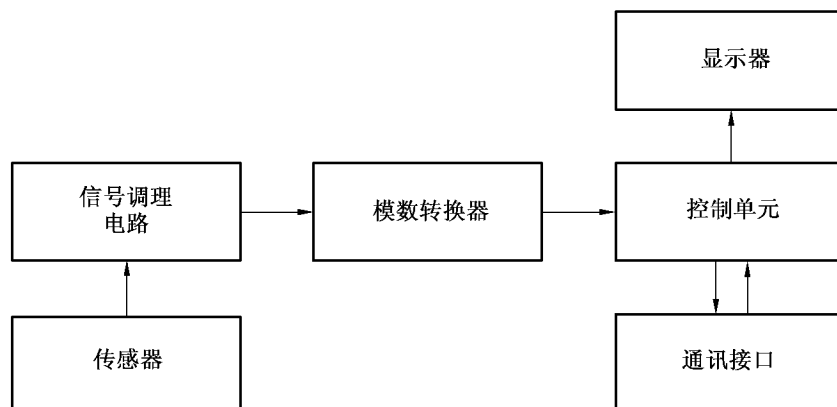 显示器
信号调理
电路
模数转换器
控制单元
传感器
通讯接口